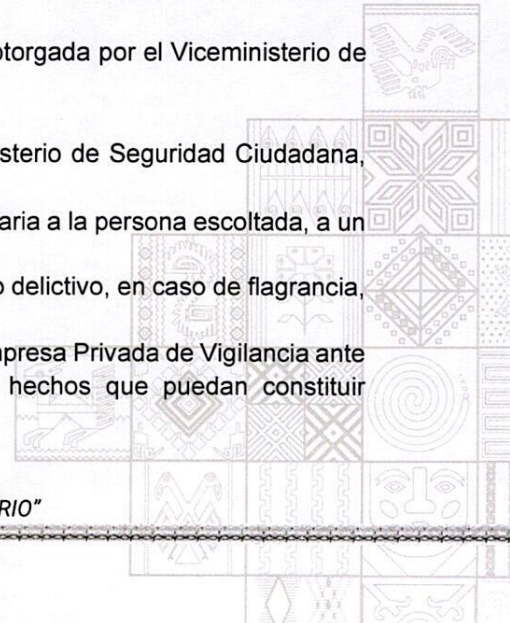 otorgada por el Viceministerio de
sterio de Seguridad Ciudadana,
aria a la persona escoltada, a un
o delictivo, en caso de flagrancia,
presa Privada de Vigilancia ante
hechos que puedan constituir
RIO"